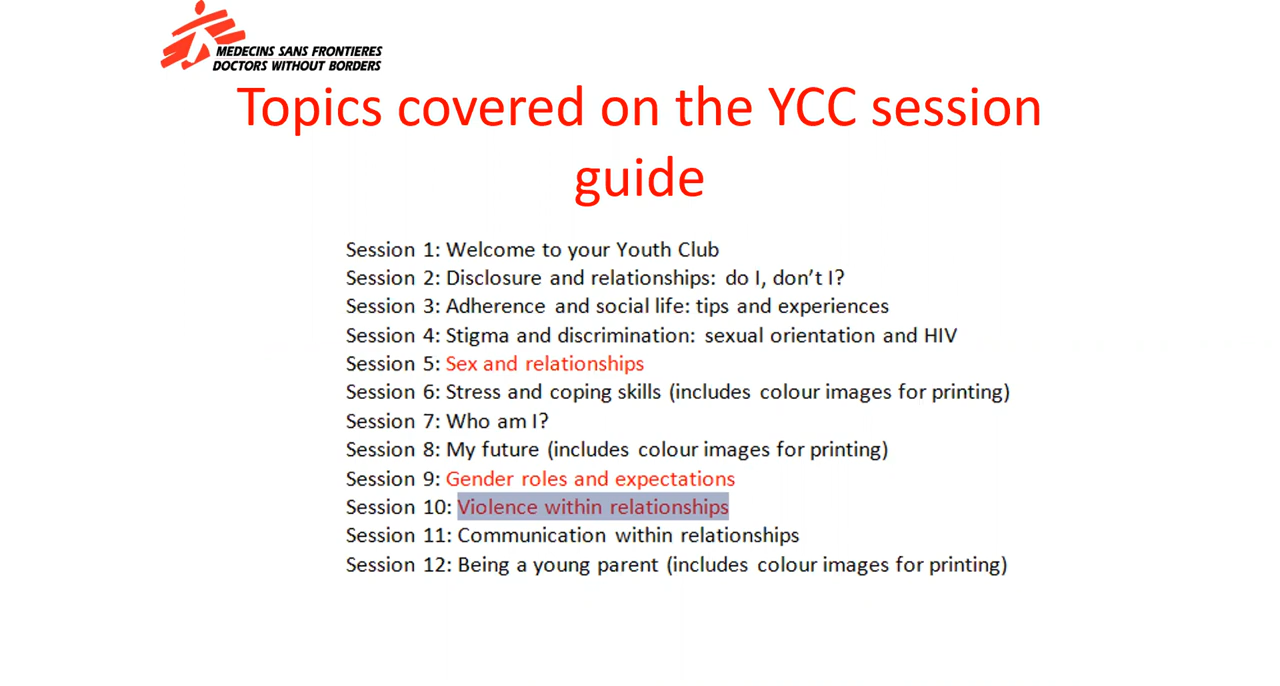 MEDECINS SANS FRONTIERES
DOCTORS WITHOUT BORDERS
Topics covered on the YCC session
guide
Session 1: Welcome to your Youth Club
Session 2: Disclosure and relationships: do I, don’t I?
Session 3: Adherence and social life: tips and experiences
Session 4: Stigma and discrimination: sexual orientation and HIV
Session 5: Sex and relationships
Session 6: Stress and coping skills (includes colour images for printing)
Session 7: Who am I?
Session 8: My future (includes colour images for printing)
Session 9: Gender roles and expectations
Session 10: Violence within relationships
Session 11: Communication within relationships
Session 12: Being a young parent (includes colour images for printing)